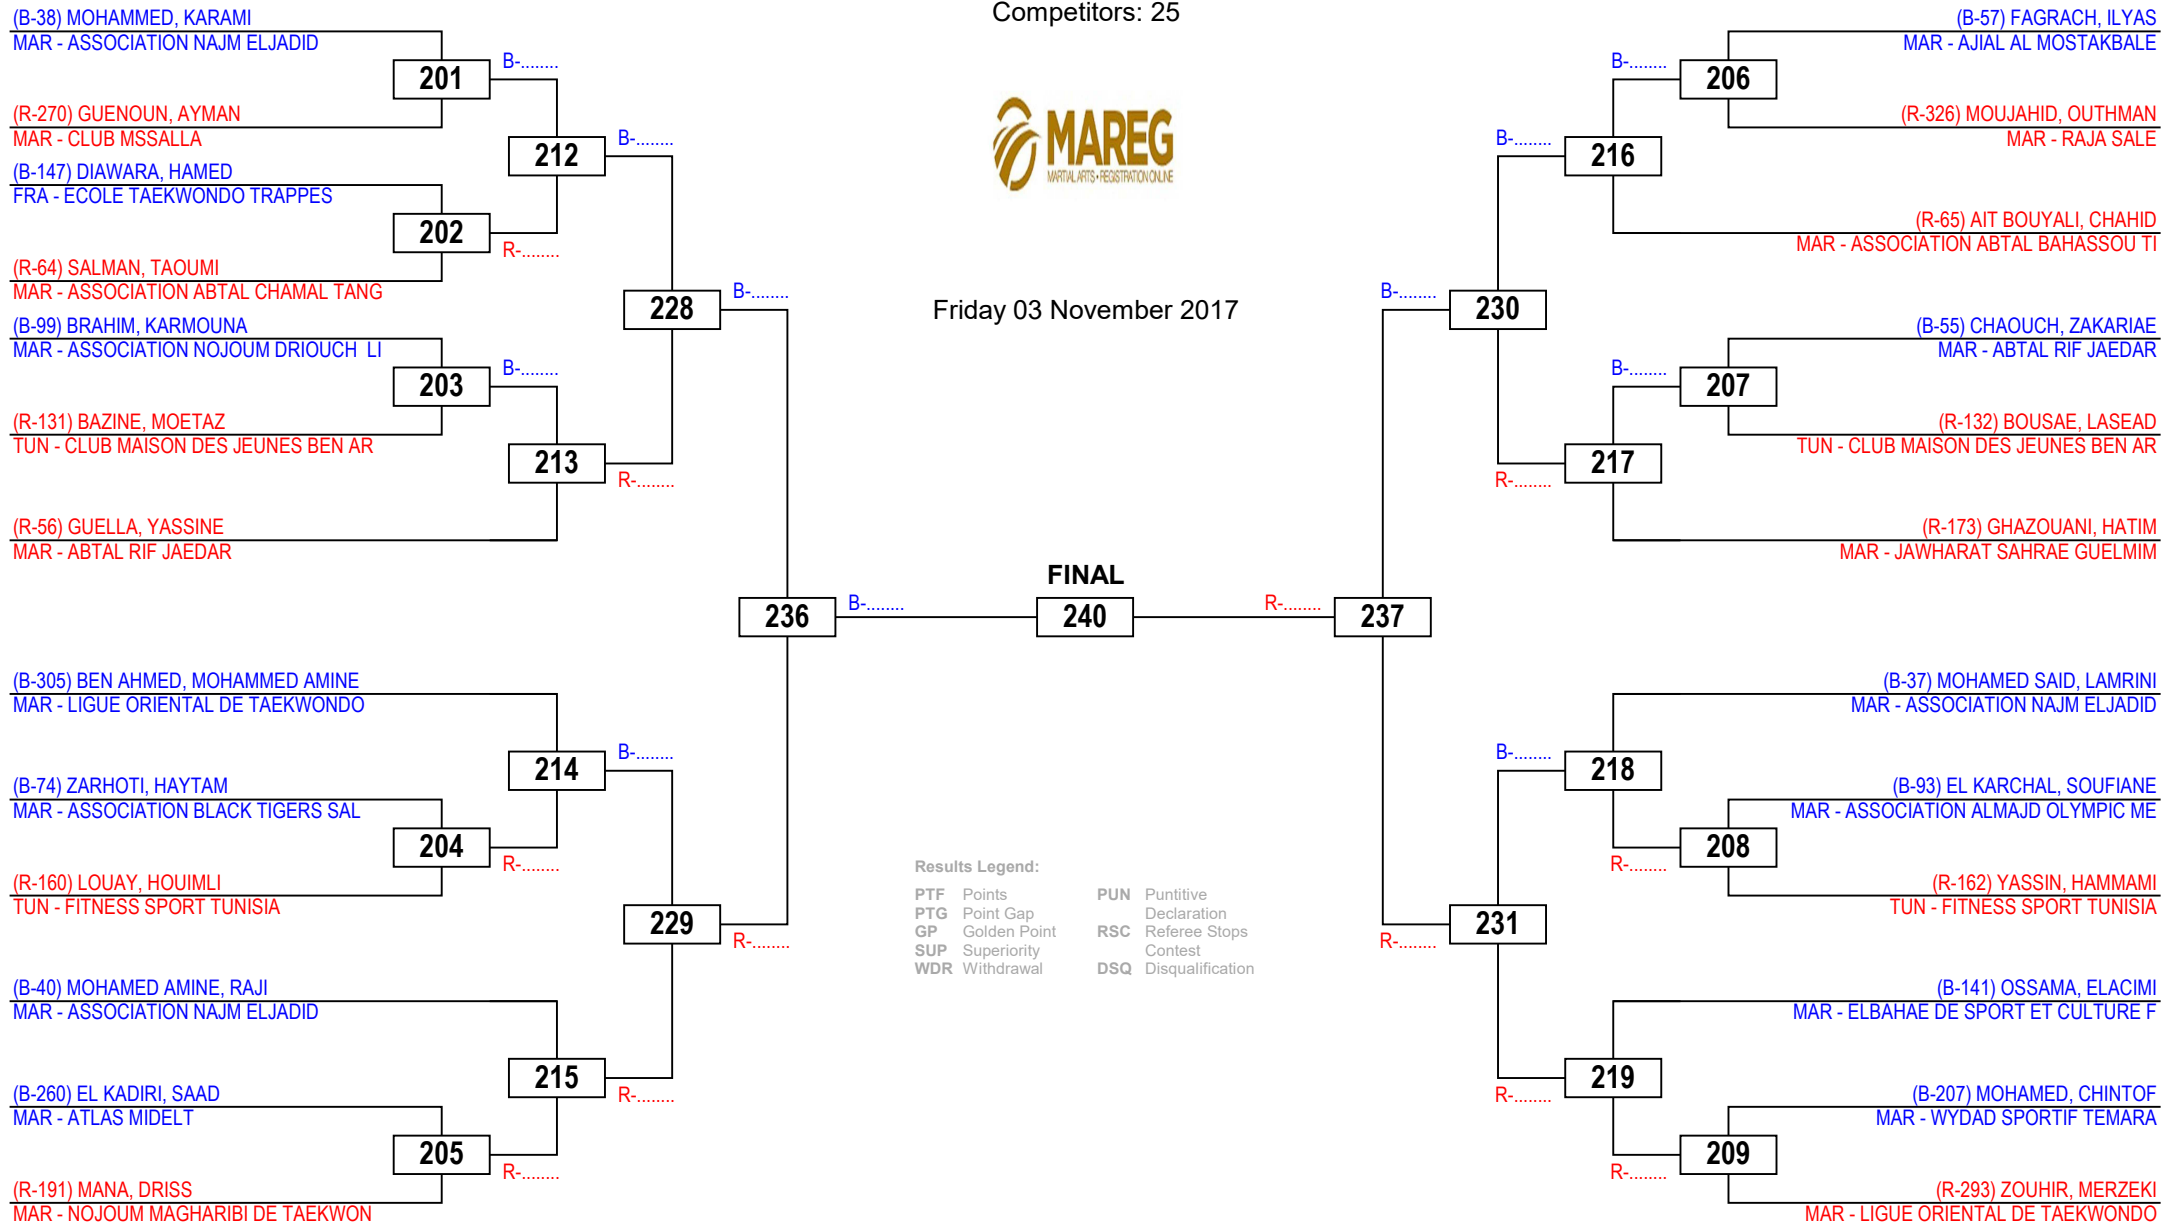 Competitors: 25
MAREG
MARTIAL ARTS • REGISTRATION ONLINE
Friday 03 November 2017
(B-38) MOHAMMED, KARAMI
MAR - ASSOCIATION NAJM ELJADID
201
B-........
(R-270) GUENOUN, AYMAN
MAR - CLUB MSSALLA
212
B-........
(B-147) DIAWARA, HAMED
FRA - ECOLE TAEKWONDO TRAPPES
202
R-........
(R-64) SALMAN, TAOUMI
MAR - ASSOCIATION ABTAL CHAMAL TANG
228
B-........
(B-99) BRAHIM, KARMOUNA
MAR - ASSOCIATION NOJOUM DRIOUCH LI
203
B-........
(R-131) BAZINE, MOETAZ
TUN - CLUB MAISON DES JEUNES BEN AR
213
R-........
(R-56) GUELLA, YASSINE
MAR - ABTAL RIF JAEDAR
236
B-........
(B-305) BEN AHMED, MOHAMMED AMINE
MAR - LIGUE ORIENTAL DE TAEKWONDO
214
B-........
(B-74) ZARHOTI, HAYTAM
MAR - ASSOCIATION BLACK TIGERS SAL
204
R-........
(R-160) LOUAY, HOUIMLI
TUN - FITNESS SPORT TUNISIA
229
R-........
(B-40) MOHAMED AMINE, RAJI
MAR - ASSOCIATION NAJM ELJADID
215
R-........
(B-260) EL KADIRI, SAAD
MAR - ATLAS MIDELT
205
R-........
(R-191) MANA, DRISS
MAR - NOJOUM MAGHARIBI DE TAEKWON
FINAL
240
Results Legend:
PTF Points
PTG Point Gap
GP Golden Point
SUP Superiority
WDR Withdrawal
PUN Puntitive
Declaration
RSC Referee Stops
Contest
DSQ Disqualification
(B-57) FAGRACH, ILYAS
MAR - AJIAL AL MOSTAKBALE
B-........
206
(R-326) MOUJAHID, OUTHMAN
MAR - RAJA SALE
B-........
216
(R-65) AIT BOUYALI, CHAHID
MAR - ASSOCIATION ABTAL BAHASSOU TI
B-........
230
(B-55) CHAOUCH, ZAKARIAE
MAR - ABTAL RIF JAEDAR
B-........
207
(R-132) BOUSAE, LASEAD
TUN - CLUB MAISON DES JEUNES BEN AR
R-........
217
(R-173) GHAZOUANI, HATIM
MAR - JAWHARAT SAHRAE GUELMIM
R-........
237
(B-37) MOHAMED SAID, LAMRINI
MAR - ASSOCIATION NAJM ELJADID
B-........
218
(B-93) EL KARCHAL, SOUFIANE
MAR - ASSOCIATION ALMAJD OLYMPIC ME
R-........
208
(R-162) YASSIN, HAMMAMI
TUN - FITNESS SPORT TUNISIA
R-........
231
(B-141) OSSAMA, ELACIMI
MAR - ELBAHAE DE SPORT ET CULTURE F
R-........
219
(B-207) MOHAMED, CHINTOF
MAR - WYDAD SPORTIF TEMARA
R-........
209
(R-293) ZOUHIR, MERZEKI
MAR - LIGUE ORIENTAL DE TAEKWONDO